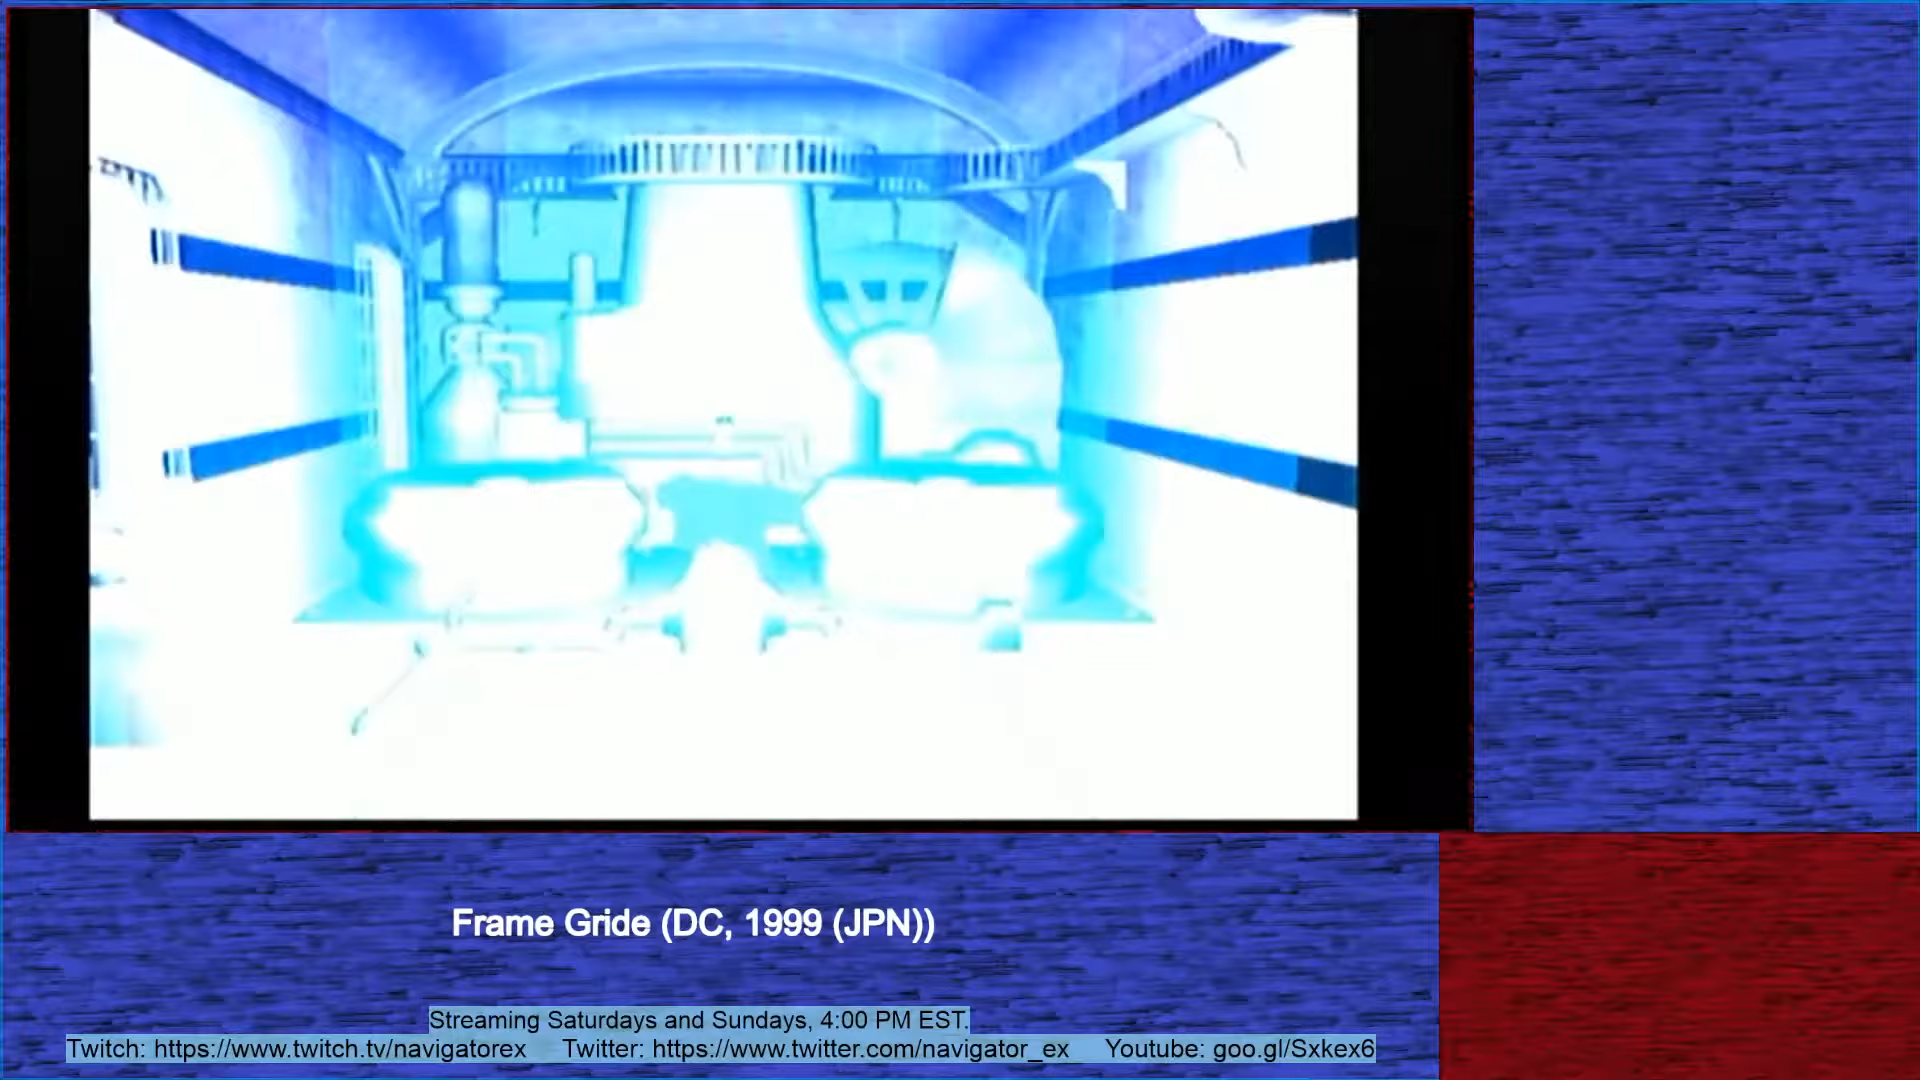 Frame Gride (DC, 1999 (JPN))
Streaming Saturdays and Sundays, 4:00 PM EST.
Twitch: https://www.twitch.tv/navigatorex Twitter: https://www.twitter.com/navigator_ex Youtube: goo.gl/Sxkex6